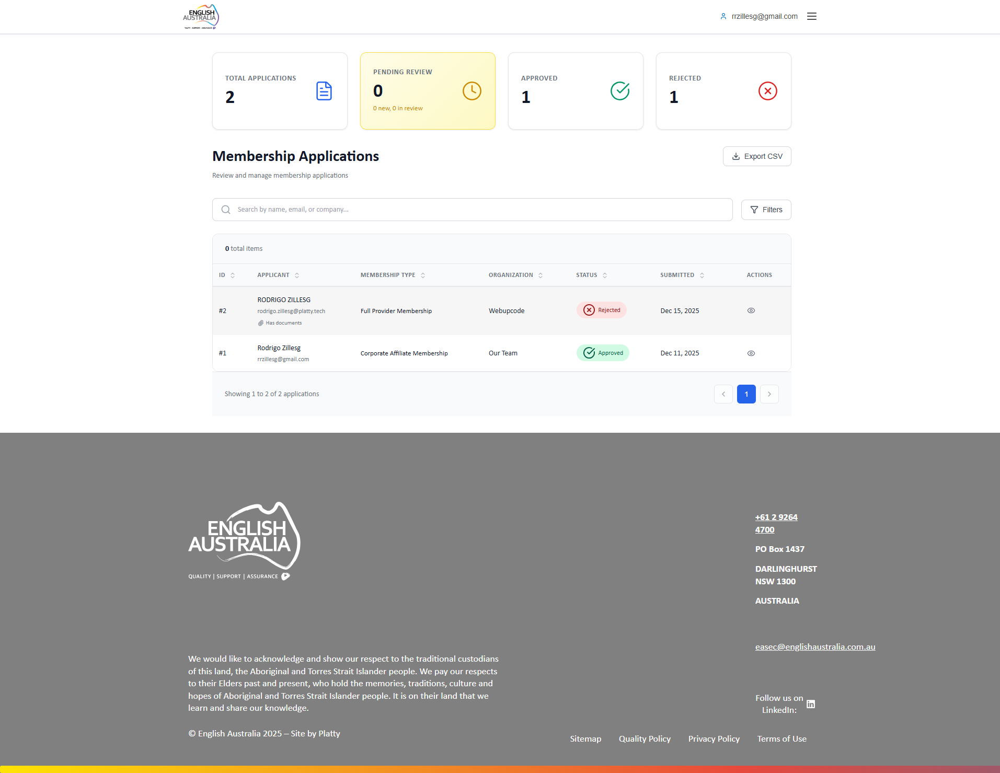 ENGLISH
AUSTRALIA
QUALITY | SUPPORT | ASSURANCE
rrzillesg@gmail.com
TOTAL APPLICATIONS
2
PENDING REVIEW
0
0 new, 0 in review
APPROVED
1
REJECTED
1
Membership Applications
Export CSV
Review and manage membership applications
Search by name, email, or company...
Filters
0 total items
ID APPLICANT MEMBERSHIP TYPE ORGANIZATION STATUS SUBMITTED ACTIONS
RODRIGO ZILLESG
#2 rodrigo.zillesg@platty.tech Full Provider Membership Webupcode Rejected Dec 15, 2025
Has documents
Rodrigo Zillesg
#1 Corporate Affiliate Membership Our Team Approved Dec 11, 2025
rrzillesg@gmail.com
Showing 1 to 2 of 2 applications
1
ENGLISH
AUSTRALIA
QUALITY | SUPPORT | ASSURANCE
+61 2 9264
4700
PO Box 1437
DARLINGHURST
NSW 1300
AUSTRALIA
easec@englishaustralia.com.au
We would like to acknowledge and show our respect to the traditional custodians
of this land, the Aboriginal and Torres Strait Islander people. We pay our respects
to their Elders past and present, who hold the memories, traditions, culture and
hopes of Aboriginal and Torres Strait Islander people. It is on their land that we
learn and share our knowledge.
Follow us on
LinkedIn:
© English Australia 2025 – Site by Platty
Sitemap Quality Policy Privacy Policy Terms of Use